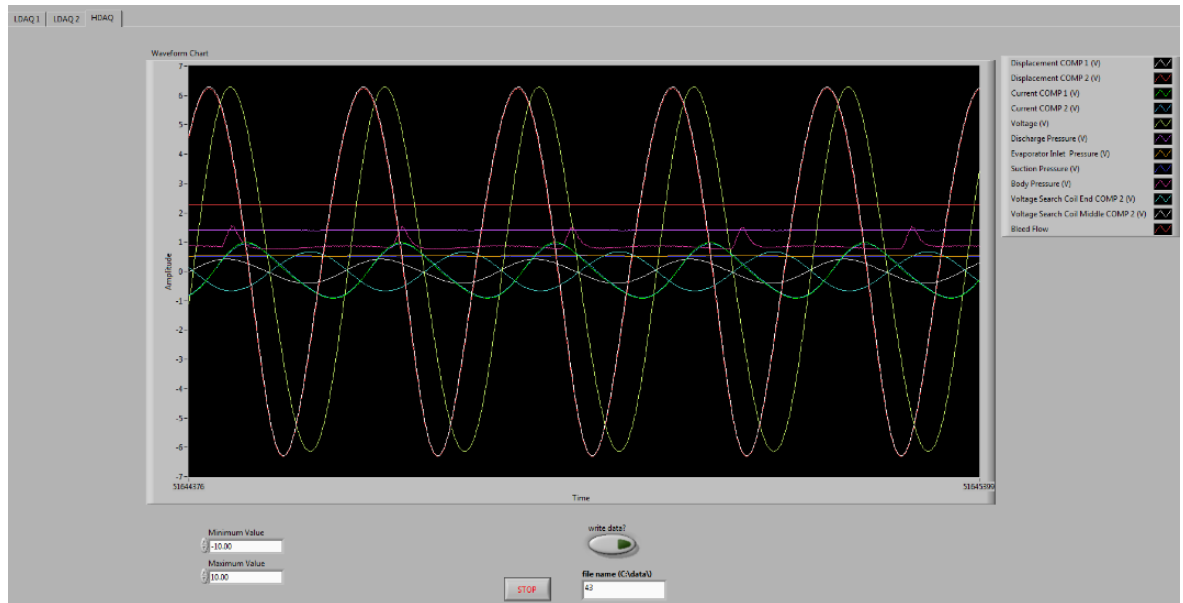 LDAQ 1 LDAQ 2 HDAQ
Waveform Chart
7
6
5
4
3
2
1
0
-1
-2
-3
-4
-5
-6
-7
Amplitude
51644376 51645399
Time
Displacement COMP 1 (V)
Displacement COMP 2 (V)
Current COMP 1 (V)
Current COMP 2 (V)
Voltage (V)
Discharge Pressure (V)
Evaporator Inlet Pressure (V)
Suction Pressure (V)
Body Pressure (V)
Voltage Search Coil End COMP 2 (V)
Voltage Search Coil Middle COMP 2 (V)
Bleed Flow
Minimum Value
-10.00
Maximum Value
10.00
write data?
STOP
file name (C:\data\)
43